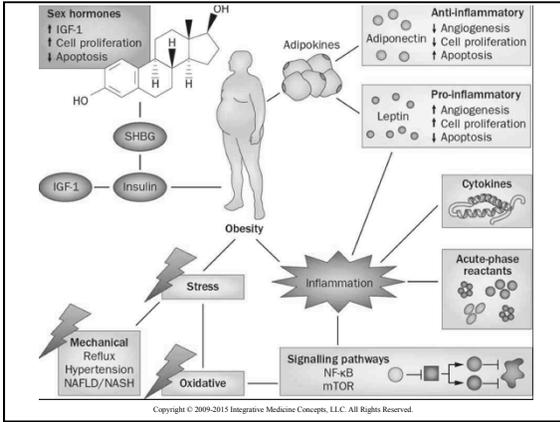 Sex hormones
↑ IGF-1
↑ Cell proliferation
↓ Apoptosis
OH
H
H
H
HO
SHBG
IGF-1
Insulin
Obesity
Adipokines
Anti-inflammatory
Adiponectin
↓ Angiogenesis
↓ Cell proliferation
↑ Apoptosis
Pro-inflammatory
Leptin
↑ Angiogenesis
↑ Cell proliferation
↓ Apoptosis
Cytokines
Acute-phase
reactants
Inflammation
Stress
Mechanical
Reflux
Hypertension
NAFLD/NASH
Oxidative
Signalling pathways
NF-κB
mTOR
Copyright © 2009-2015 Integrative Medicine Concepts, LLC. All Rights Reserved.